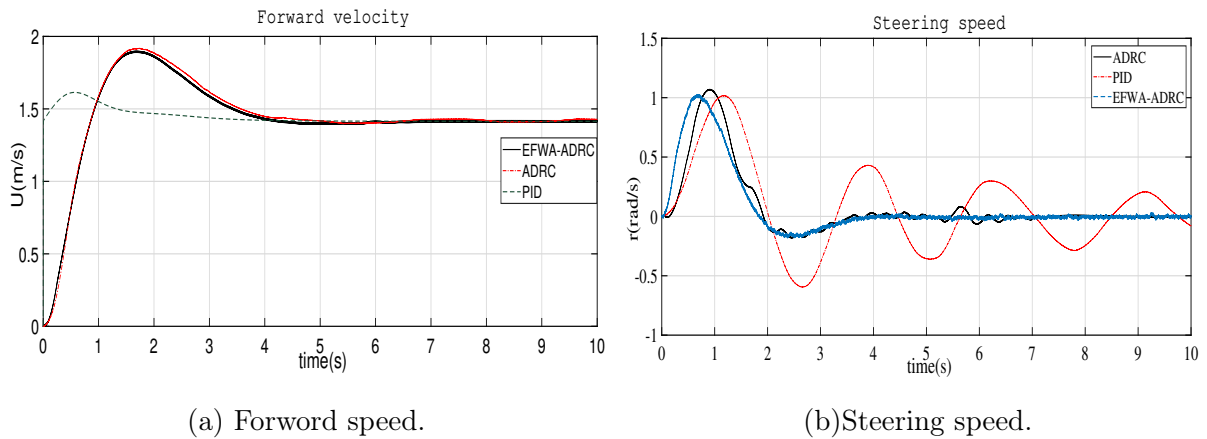 Forward velocity
2
1.5
1
0.5
0
U(m/s)
EFWA-ADRC
ADRC
PID
0 1 2 3 4 5 6 7 8 9 10
time(s)
(a) Forword speed.
Steering speed
1.5
1
0.5
0
-0.5
-1
r(rad/s)
ADRC
PID
EFWA-ADRC
0 1 2 3 4 5 6 7 8 9 10
time(s)
(b)Steering speed.